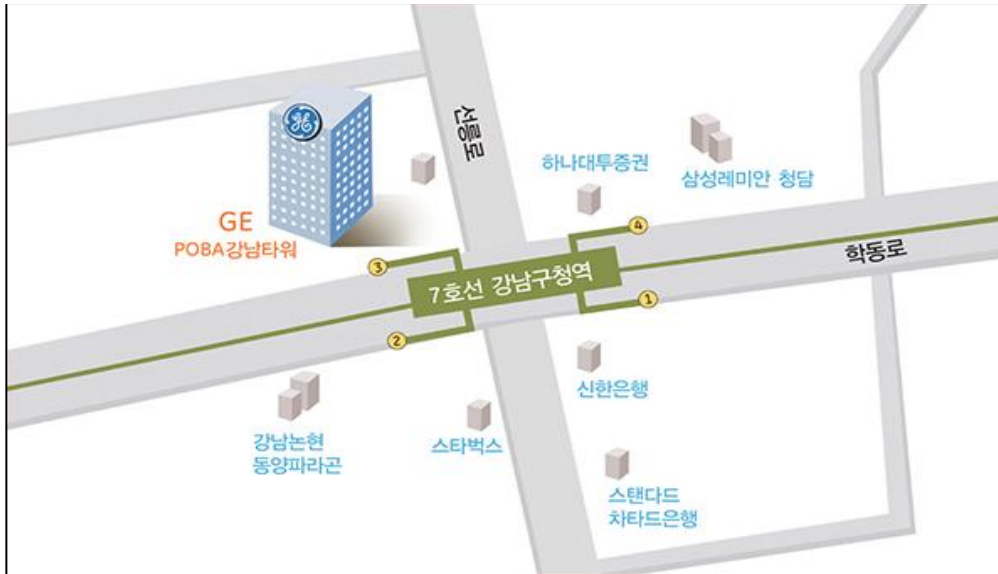 선릉로
하나대투증권
삼성레미안 청담
GE
POBA강남타워
4
학동로
3
7호선 강남구청역
1
2
신한은행
강남논현
동양파라곤
스타벅스
스탠다드
차타드은행